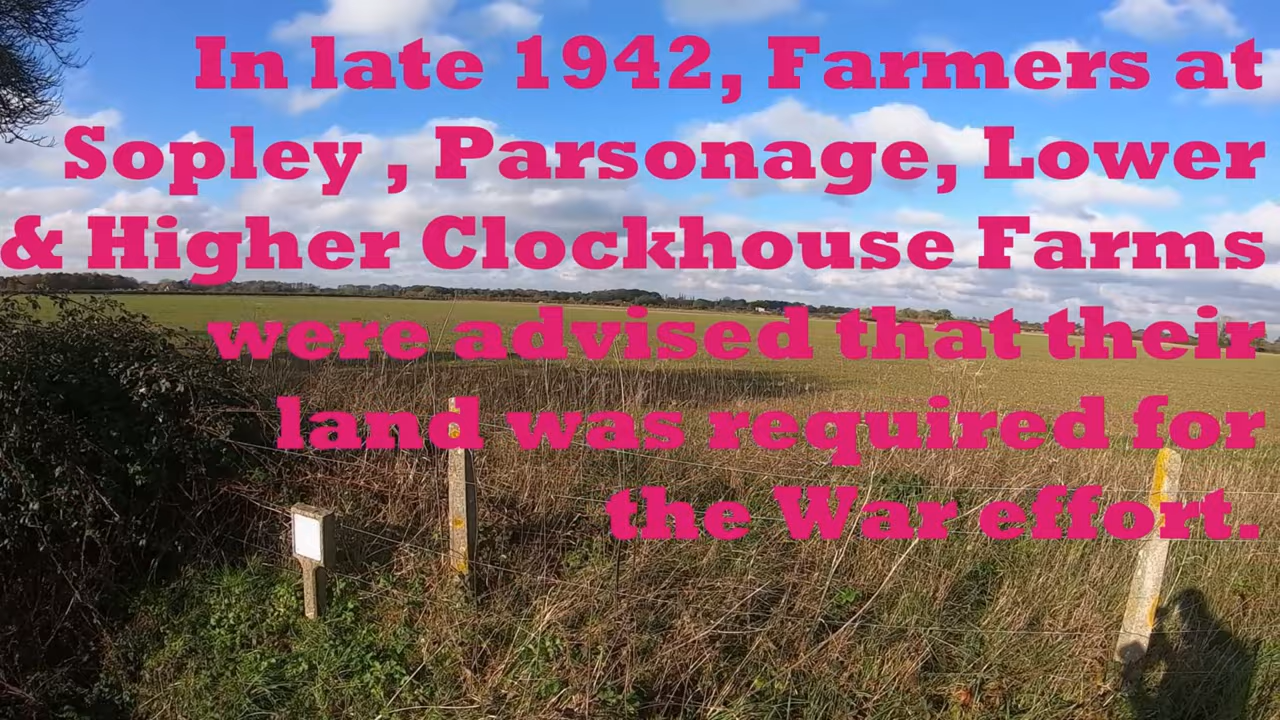 In late 1942, Farmers at
Sopley , Parsonage, Lower
& Higher Clockhouse Farms
were advised that their
land was required for
the War effort.